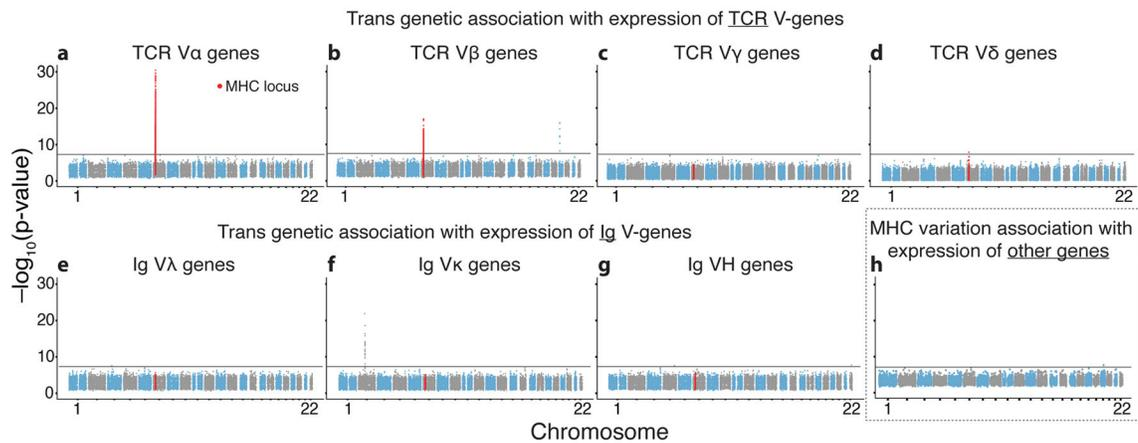 Trans genetic association with expression of TCR V-genes
a TCR Vα genes
b TCR Vβ genes
c TCR Vγ genes
d TCR Vδ genes
MHC locus
30
20
10
0
1 22
1 22
1 22
1 22
–log10(p-value)
Trans genetic association with expression of Ig V-genes
MHC variation association with
expression of other genes
e Ig Vλ genes
f Ig Vκ genes
g Ig VH genes
h
30
20
10
0
1 22
1 22
1 22
1 22
Chromosome